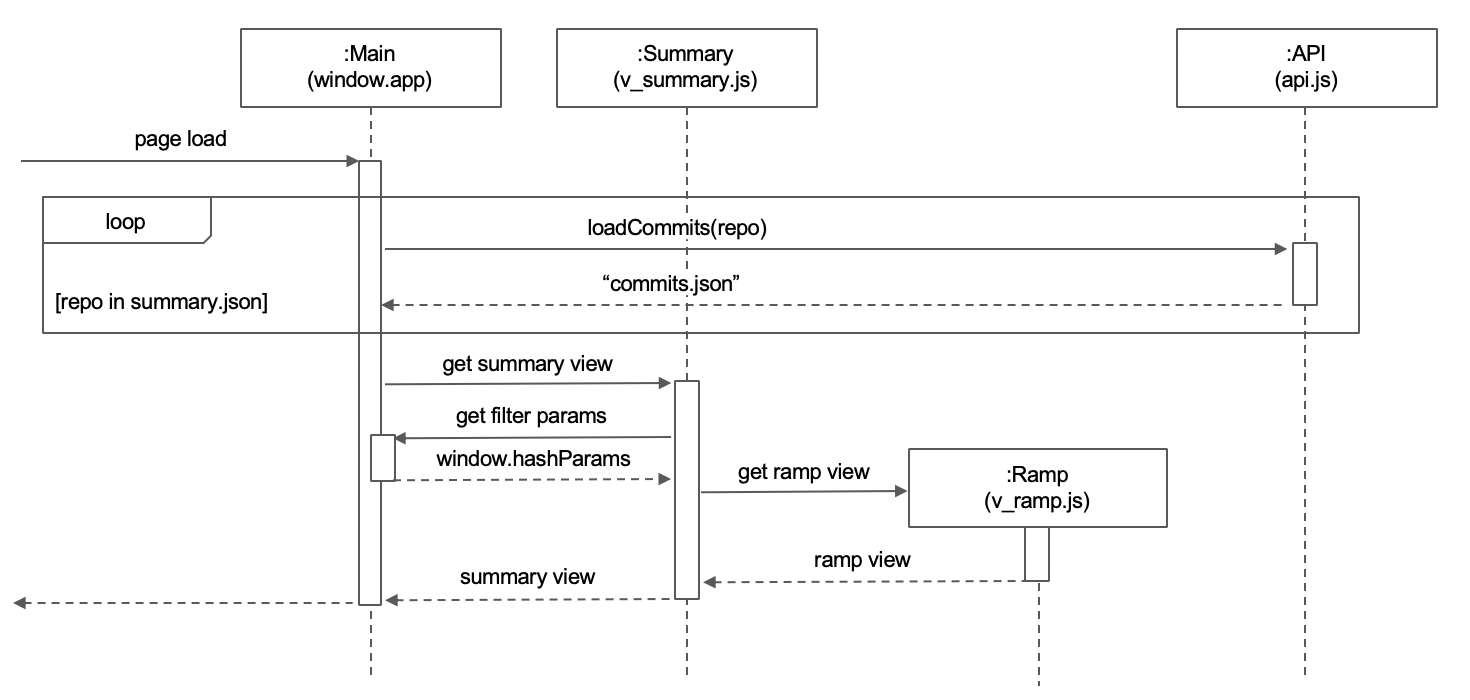 :Main
(window.app)
:Summary
(v_summary.js)
:API
(api.js)
page load
loop
loadCommits(repo)
“commits.json”
[repo in summary.json]
get summary view
get filter params
window.hashParams
get ramp view
:Ramp
(v_ramp.js)
ramp view
summary view